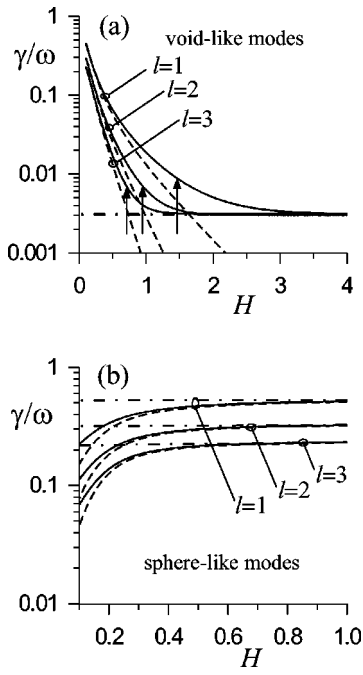 (a)
γ/ω
void-like modes
1
l=1
l=2
l=3
0.1
0.01
0.001
0 1 2 3 4
H
(b)
γ/ω
1
0.1
0.01
l=3
l=2
l=1
sphere-like modes
0.2 0.4 0.6 0.8 1.0
H